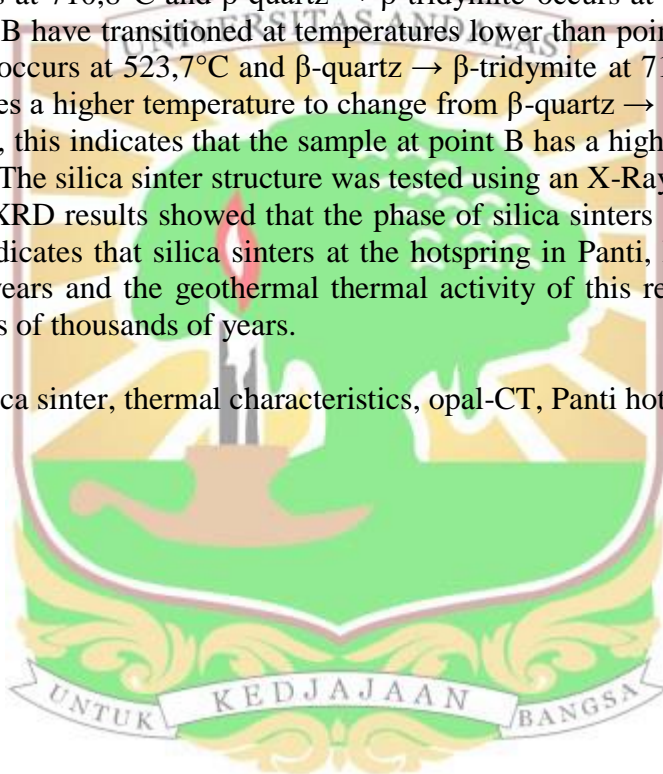 s at 710,8°C and β-quartz → β-tridymite occurs at
B have transitioned at temperatures lower than poin
UNIVERSITAS ANDALAS
occurs at 523,7°C and β-quartz → β-tridymite at 71
es a higher temperature to change from β-quartz →
, this indicates that the sample at point B has a high
The silica sinter structure was tested using an X-Ray
XRD results showed that the phase of silica sinters
dicates that silica sinters at the hotspring in Panti,
years and the geothermal thermal activity of this re
s of thousands of years.
ca sinter, thermal characteristics, opal-CT, Panti hot
UNTUK KEDJAJAAN BANGSA